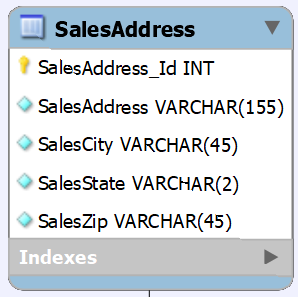 SalesAddress
SalesAddress_Id INT
SalesAddress VARCHAR(155)
SalesCity VARCHAR(45)
SalesState VARCHAR(2)
SalesZip VARCHAR(45)
Indexes